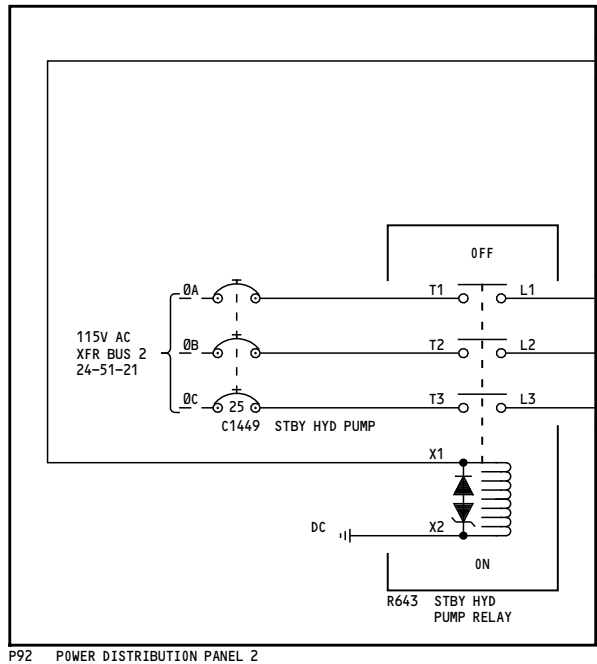 OFF
ØA
T1
L1
115V AC
XFR BUS 2
24-51-21
ØB
T2
L2
ØC
25
T3
L3
C1449 STBY HYD PUMP
X1
DC
X2
ON
R643 STBY HYD
PUMP RELAY
P92 POWER DISTRIBUTION PANEL 2